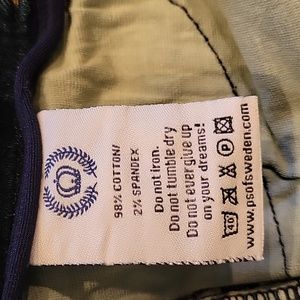 98% COTTON/
2% SPANDEX
Do not iron.
Do not tumble dry
Do not ever give up
on your dreams!
40
www.psofsweden.com